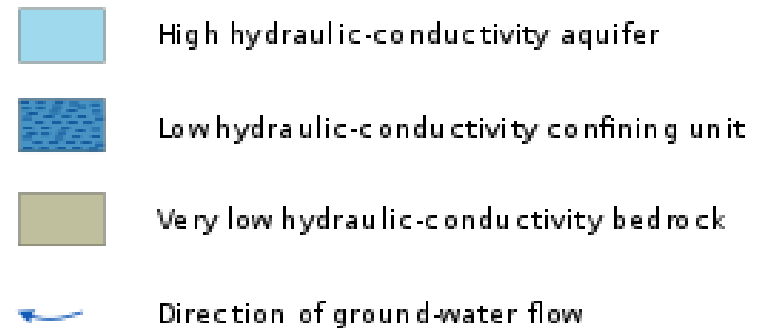 High hydraulic-conductivity aquifer
Low hydraulic-conductivity confining unit
Very low hydraulic-conductivity bedrock
Direction of ground-water flow